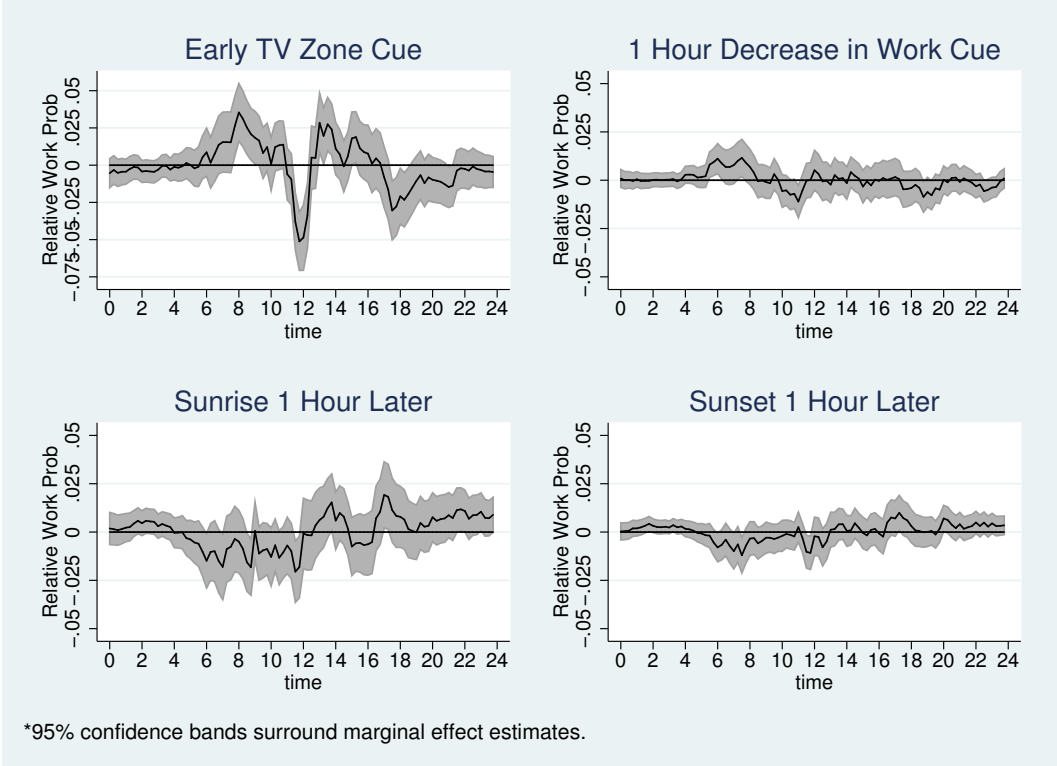 Early TV Zone Cue
Relative Work Prob
−.075−.05−.025 0 .025 .05
0 2 4 6 8 10 12 14 16 18 20 22 24
time
1 Hour Decrease in Work Cue
Relative Work Prob
−.05−.025 0 .025 .05
0 2 4 6 8 10 12 14 16 18 20 22 24
time
Sunrise 1 Hour Later
Relative Work Prob
−.05−.025 0 .025 .05
0 2 4 6 8 10 12 14 16 18 20 22 24
time
Sunset 1 Hour Later
Relative Work Prob
−.05−.025 0 .025 .05
0 2 4 6 8 10 12 14 16 18 20 22 24
time
*95% confidence bands surround marginal effect estimates.